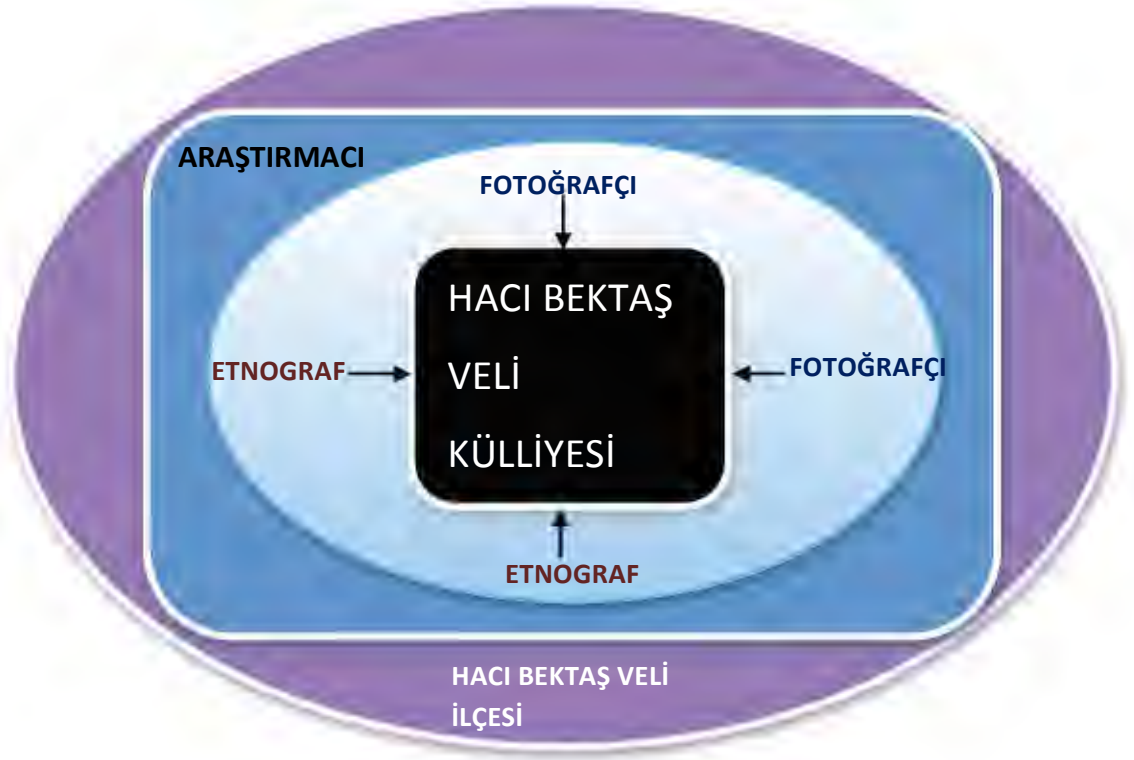 ARAŞTIRMACI
FOTOĞRAFÇI
HACI BEKTAŞ
VELİ
KÜLLİYESİ
ETNOGRAF
FOTOĞRAFÇI
ETNOGRAF
HACI BEKTAŞ VELİ
İLÇESİ